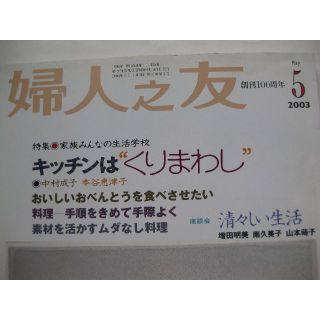 婦人之友
創刊100周年
May
5
2003
特集●家族みんなの生活学校
キッチンは“くりまわし”
●中村成子 本谷惠津子
おいしいおべんとうを食べさせたい
料理―手順をきめて手際よく
素材を活かすムダなし料理
座談会 清々しい生活
増田明美 南久美子 山本蒔子